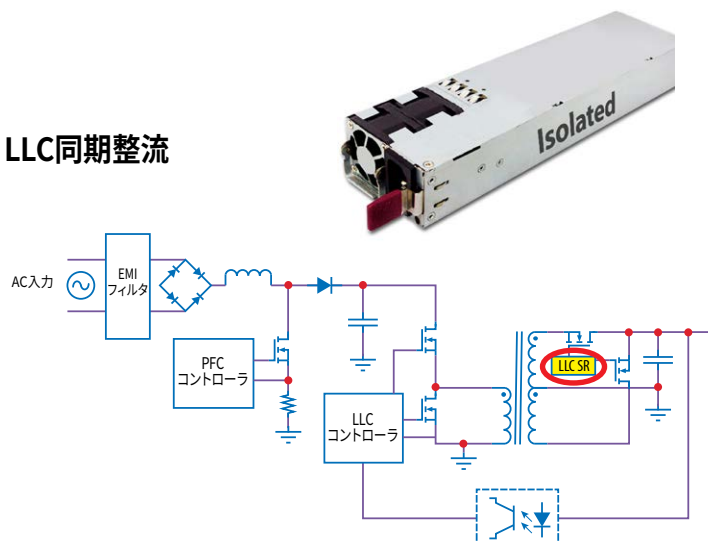 Isolated
LLC同期整流
AC入力
EMI
フィルタ
PFC
コントローラ
LLC
コントローラ
LLC SR